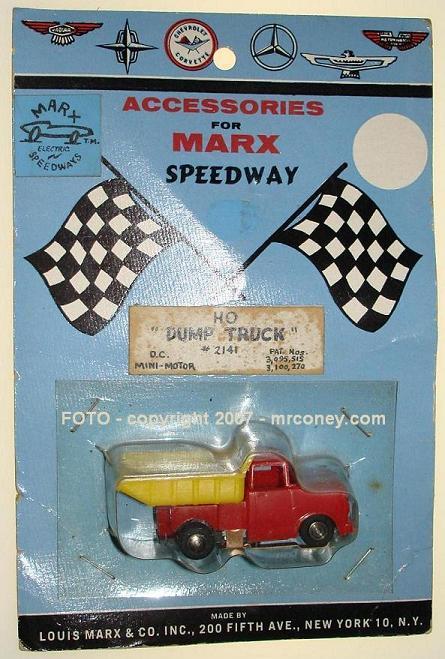 JAGUAR
CHEVROLET
CORVETTE
ACCESSORIES
FOR
MARX
SPEEDWAY
MARX
T.M.
ELECTRIC
SPEEDWAYS
HO
"DUMP TRUCK"
# 2141
D.C.
MINI-MOTOR
PAT. NOS.
3,095,515
3,100,270
FOTO - copyright 2007 - mrconey.com
MADE BY
LOUIS MARX & CO. INC., 200 FIFTH AVE., NEW YORK 10, N.Y.